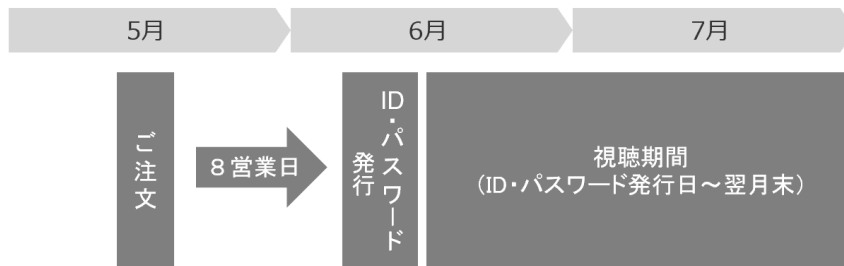 5月
6月
7月
ご注文
8営業日
ID・パスワード
発行
視聴期間
(ID・パスワード発行日～翌月末)